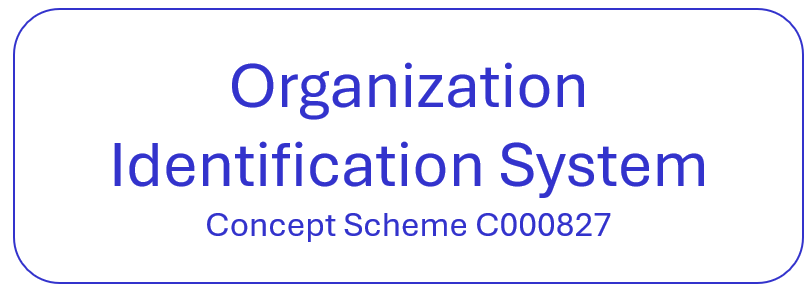 Organization
Identification System
Concept Scheme C000827